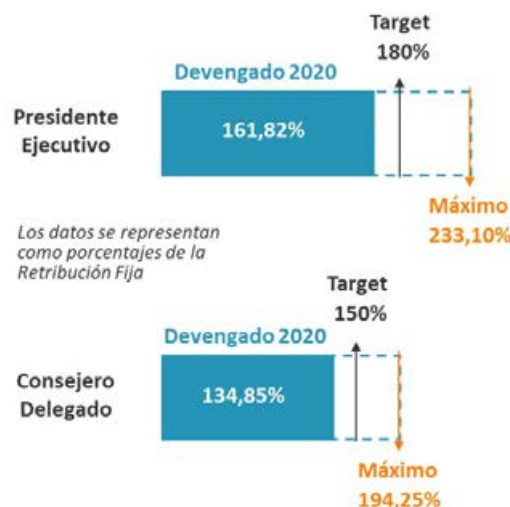 Target
180%
Devengado 2020
Presidente
Ejecutivo
161,82%
Máximo
233,10%
Los datos se representan
como porcentajes de la
Retribución Fija
Target
150%
Devengado 2020
Consejero
Delegado
134,85%
Máximo
194,25%